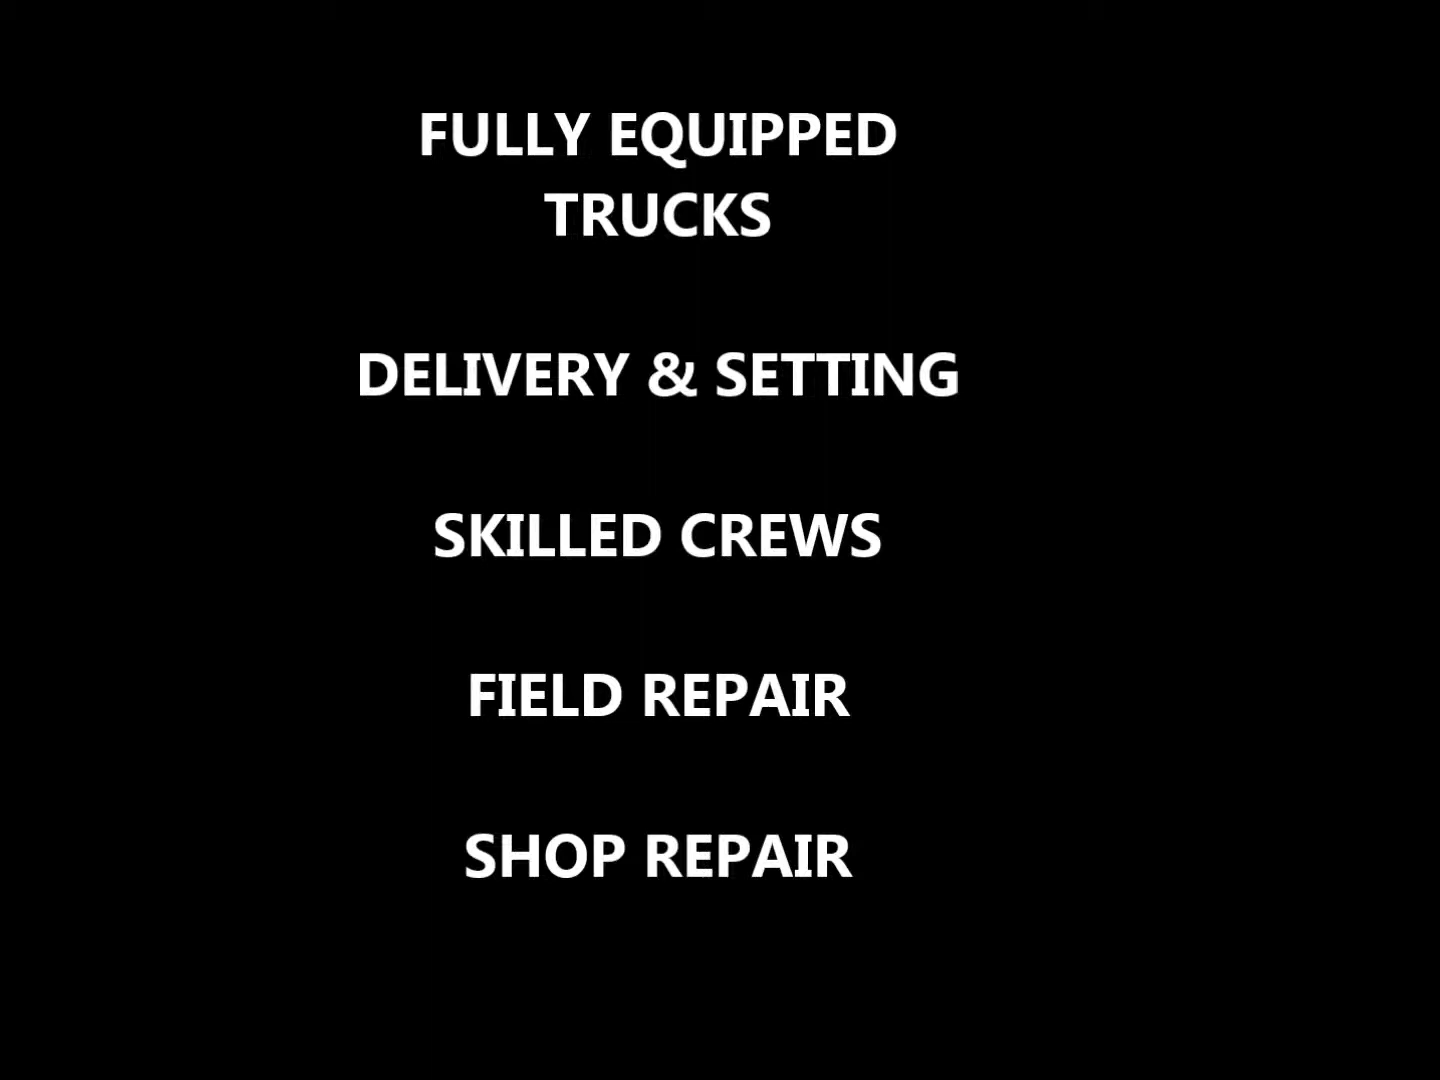 FULLY EQUIPPED
TRUCKS
DELIVERY & SETTING
SKILLED CREWS
FIELD REPAIR
SHOP REPAIR